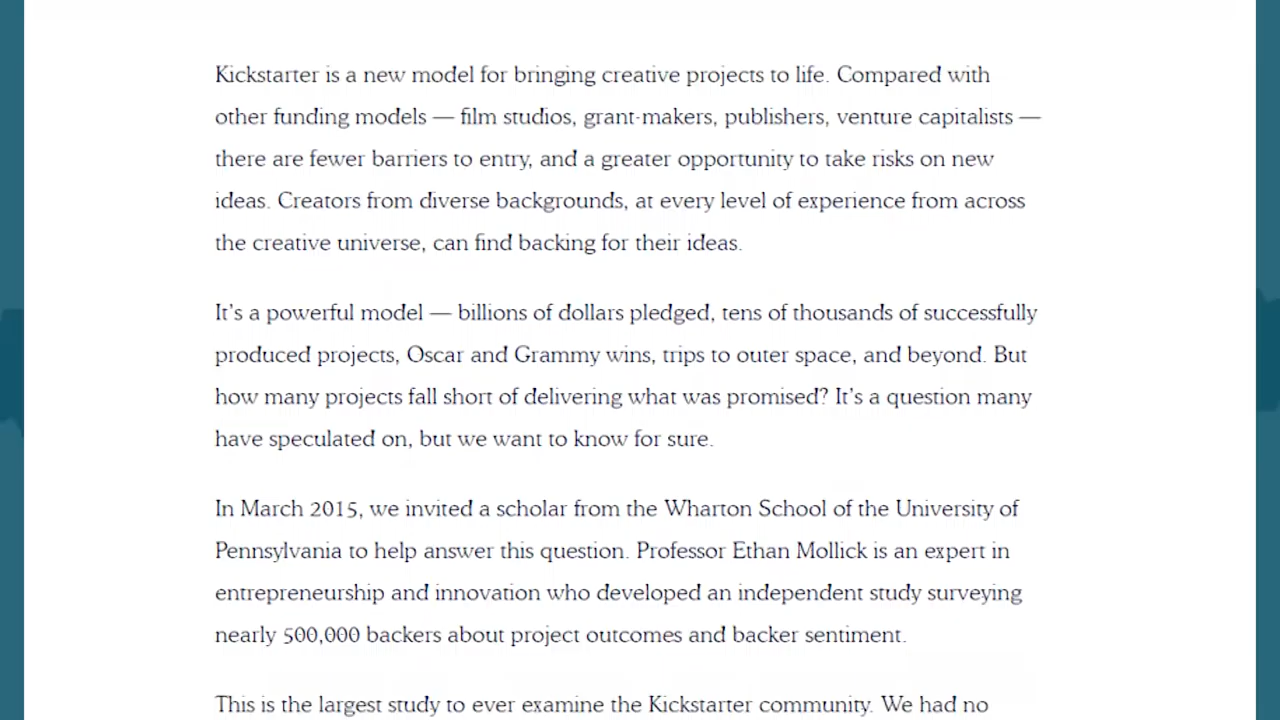 Kickstarter is a new model for bringing creative projects to life. Compared with
other funding models — film studios, grant-makers, publishers, venture capitalists —
there are fewer barriers to entry, and a greater opportunity to take risks on new
ideas. Creators from diverse backgrounds, at every level of experience from across
the creative universe, can find backing for their ideas.
It's a powerful model — billions of dollars pledged, tens of thousands of successfully
produced projects, Oscar and Grammy wins, trips to outer space, and beyond. But
how many projects fall short of delivering what was promised? It's a question many
have speculated on, but we want to know for sure.
In March 2015, we invited a scholar from the Wharton School of the University of
Pennsylvania to help answer this question. Professor Ethan Mollick is an expert in
entrepreneurship and innovation who developed an independent study surveying
nearly 500,000 backers about project outcomes and backer sentiment.
This is the largest study to ever examine the Kickstarter community. We had no